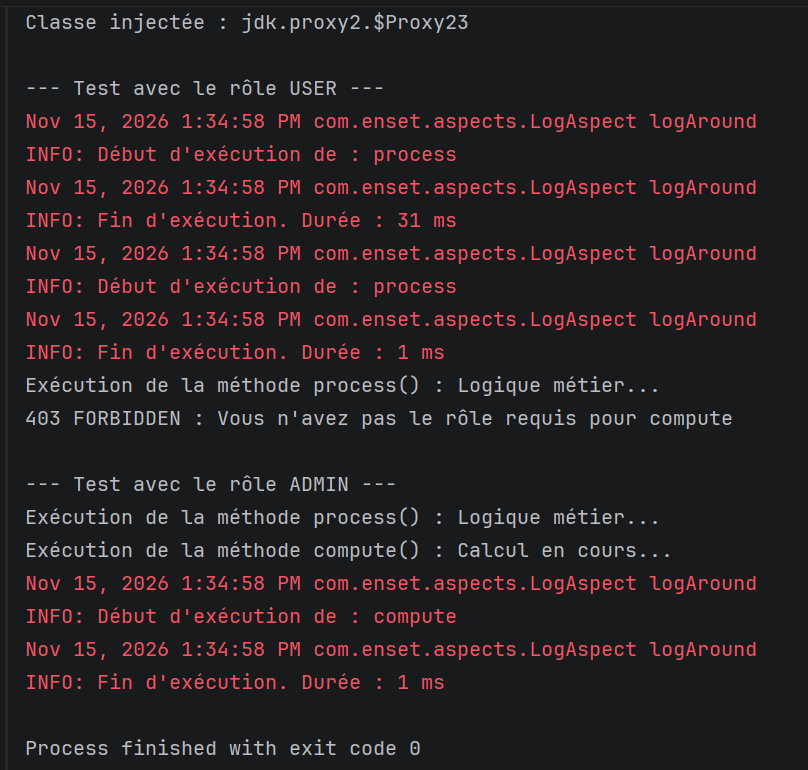 Classe injectée : jdk.proxy2.$Proxy23
--- Test avec le rôle USER ---
Nov 15, 2026 1:34:58 PM com.enset.aspects.LogAspect logAround
INFO: Début d'exécution de : process
Nov 15, 2026 1:34:58 PM com.enset.aspects.LogAspect logAround
INFO: Fin d'exécution. Durée : 31 ms
Nov 15, 2026 1:34:58 PM com.enset.aspects.LogAspect logAround
INFO: Début d'exécution de : process
Nov 15, 2026 1:34:58 PM com.enset.aspects.LogAspect logAround
INFO: Fin d'exécution. Durée : 1 ms
Exécution de la méthode process() : Logique métier...
403 FORBIDDEN : Vous n'avez pas le rôle requis pour compute
--- Test avec le rôle ADMIN ---
Exécution de la méthode process() : Logique métier...
Exécution de la méthode compute() : Calcul en cours...
Nov 15, 2026 1:34:58 PM com.enset.aspects.LogAspect logAround
INFO: Début d'exécution de : compute
Nov 15, 2026 1:34:58 PM com.enset.aspects.LogAspect logAround
INFO: Fin d'exécution. Durée : 1 ms
Process finished with exit code 0